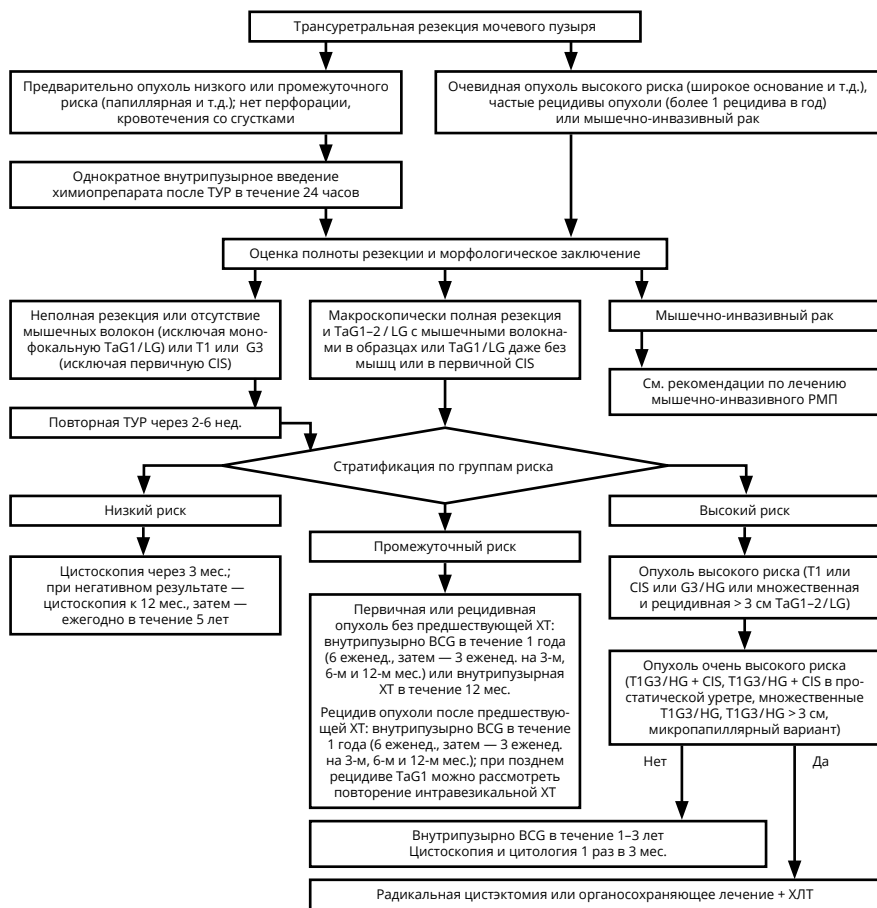 Трансуретральная резекция мочевого пузыря
Предварительно опухоль низкого или промежуточного
риска (папиллярная и т.д.); нет перфорации,
кровотечения со сгустками
Очевидная опухоль высокого риска (широкое основание и т.д.),
частые рецидивы опухоли (более 1 рецидива в год)
или мышечно-инвазивный рак
Однократное внутрипузырное введение
химиопрепарата после ТУР в течение 24 часов
Оценка полноты резекции и морфологическое заключение
Неполная резекция или отсутствие
мышечных волокон (исключая моно-
фокальную TaG1/LG) или T1 или G3
(исключая первичную CIS)
Макроскопически полная резекция
и TaG1–2 / LG с мышечными волокна-
ми в образцах или TaG1/LG даже без
мышц или в первичной CIS
Мышечно-инвазивный рак
См. рекомендации по лечению
мышечно-инвазивного РМП
Повторная ТУР через 2-6 нед.
Стратификация по группам риска
Низкий риск
Цистоскопия через 3 мес.;
при негативном результате —
цистоскопия к 12 мес., затем —
ежегодно в течение 5 лет
Промежуточный риск
Первичная или рецидивная
опухоль без предшествующей ХТ:
внутрипузырно BCG в течение 1 года
(6 еженед., затем — 3 еженед. на 3-м,
6-м и 12-м мес.) или внутрипузырная
ХТ в течение 12 мес.
Рецидив опухоли после предшествую-
щей ХТ: внутрипузырно BCG в течение
1 года (6 еженед., затем — 3 еженед.
на 3-м, 6-м и 12-м мес.); при позднем
рецидиве TaG1 можно рассмотреть
повторение интравезикальной ХТ
Высокий риск
Опухоль высокого риска (T1 или
CIS или G3/HG или множественная
и рецидивная > 3 см TaG1–2/LG)
Опухоль очень высокого риска
(T1G3/HG + CIS, T1G3/HG + CIS в про-
статической уретре, множественные
T1G3/HG, T1G3/HG > 3 см,
микропапиллярный вариант)
Нет
Да
Внутрипузырно BCG в течение 1–3 лет
Цистоскопия и цитология 1 раз в 3 мес.
Радикальная цистэктомия или органосохраняющее лечение + ХЛТ